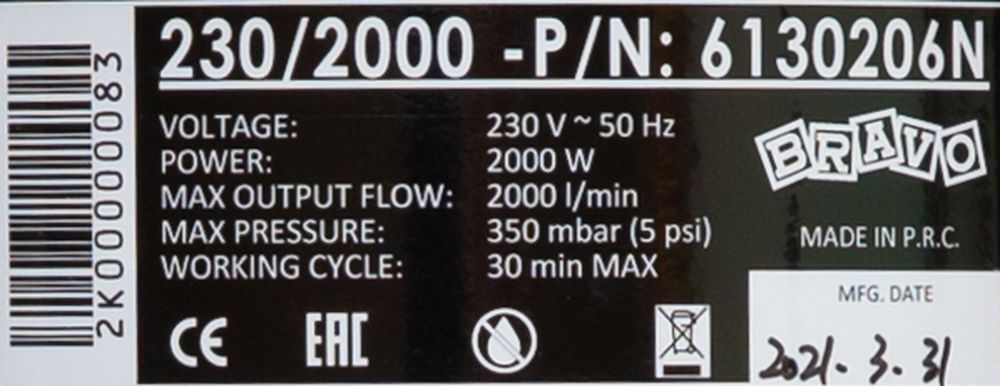 230/2000 -P/N: 6130206N
VOLTAGE: 230 V ~ 50 Hz
POWER: 2000 W
MAX OUTPUT FLOW: 2000 l/min
MAX PRESSURE: 350 mbar (5 psi)
WORKING CYCLE: 30 min MAX
BRAVO
MADE IN P.R.C.
MFG. DATE
2021. 3. 31
CE
EAC
2K0000083